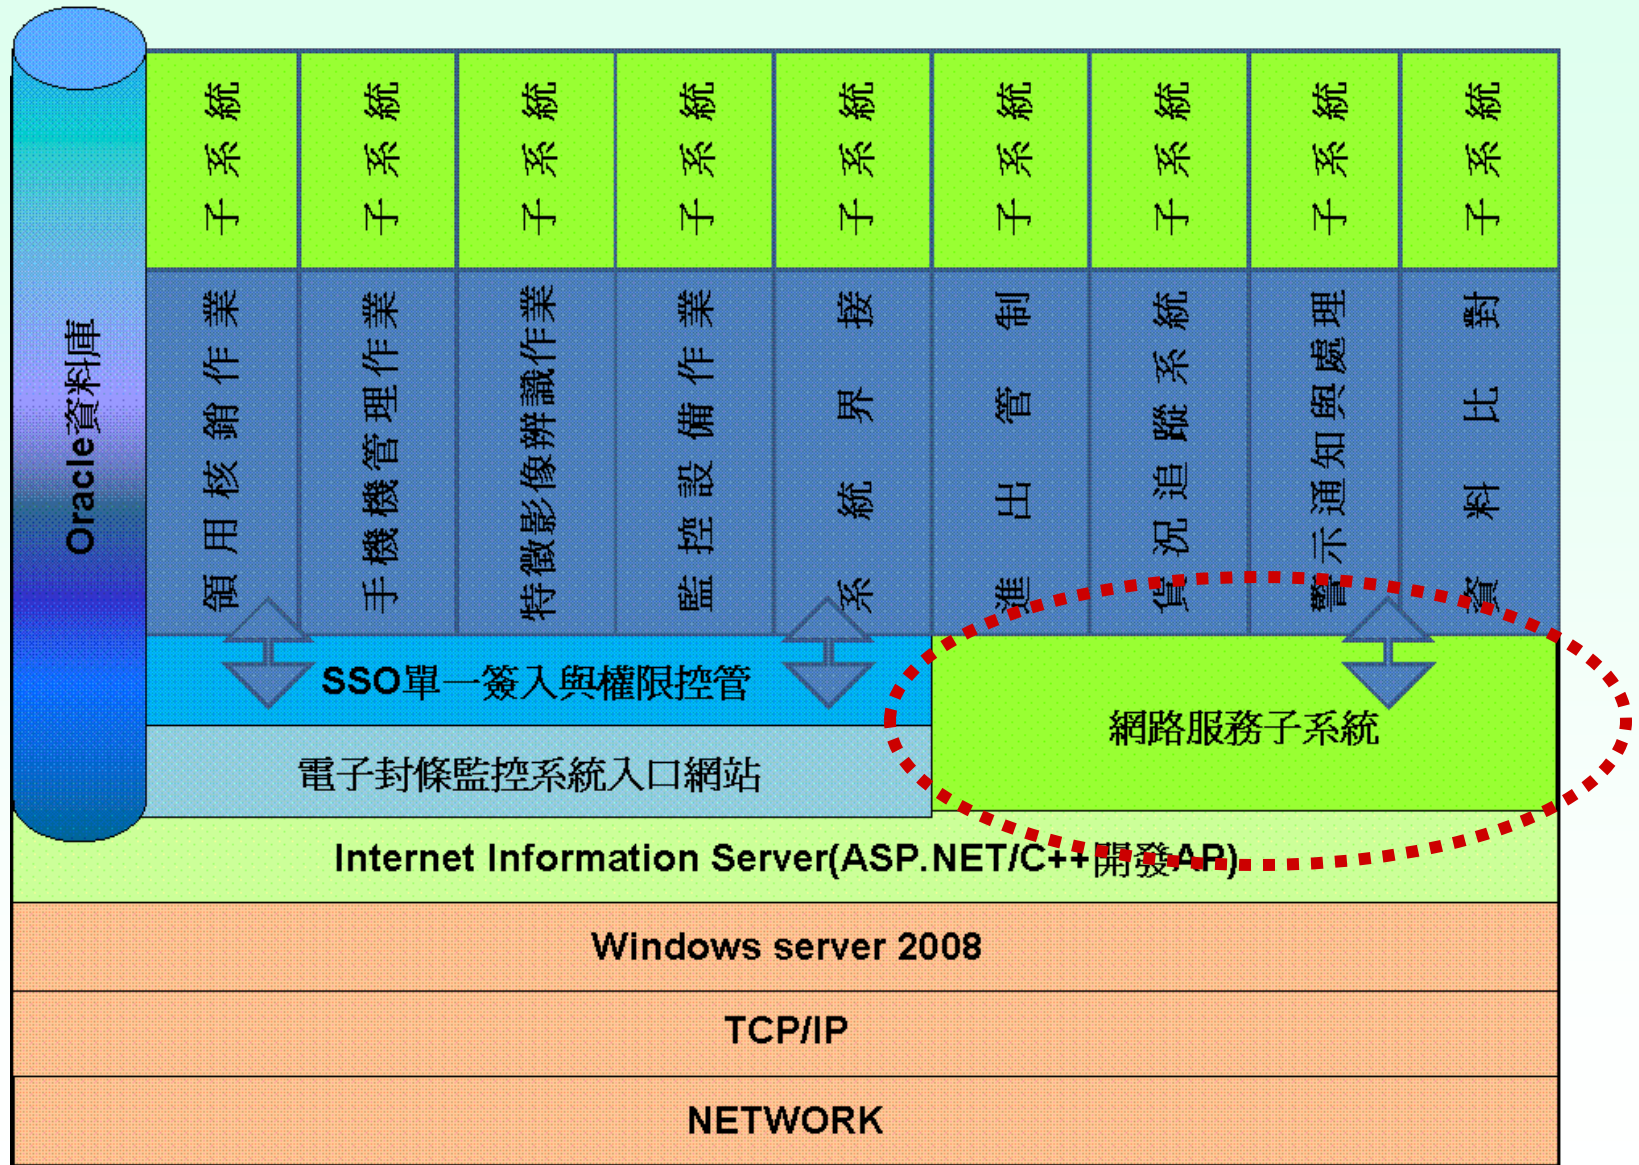 Oracle資料庫
領用核銷作業 子系統
手機機管理作業 子系統
特徵影像辨識作業 子系統
監控設備作業 子系統
系統界接 子系統
進出管制 子系統
貨況追蹤系統 子系統
警示通知與處理 子系統
資料比對 子系統
SSO單一簽入與權限控管
電子封條監控系統入口網站
網路服務子系統
Internet Information Server(ASP.NET/C++開發AP)
Windows server 2008
TCP/IP
NETWORK